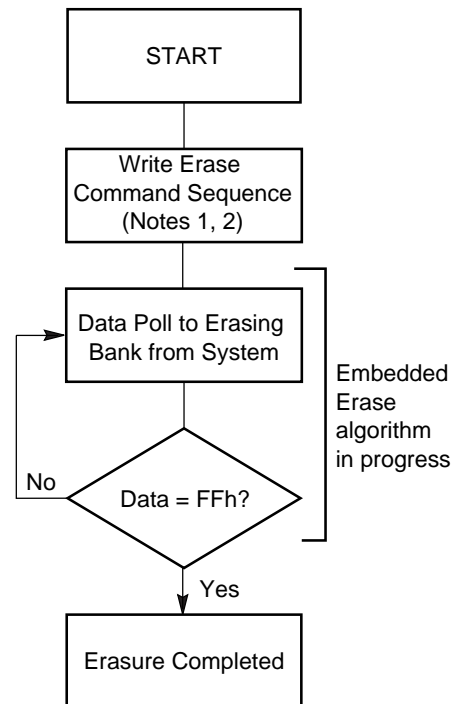 START
Write Erase
Command Sequence
(Notes 1, 2)
Data Poll to Erasing
Bank from System
Embedded
Erase
algorithm
in progress
No
Data = FFh?
Yes
Erasure Completed